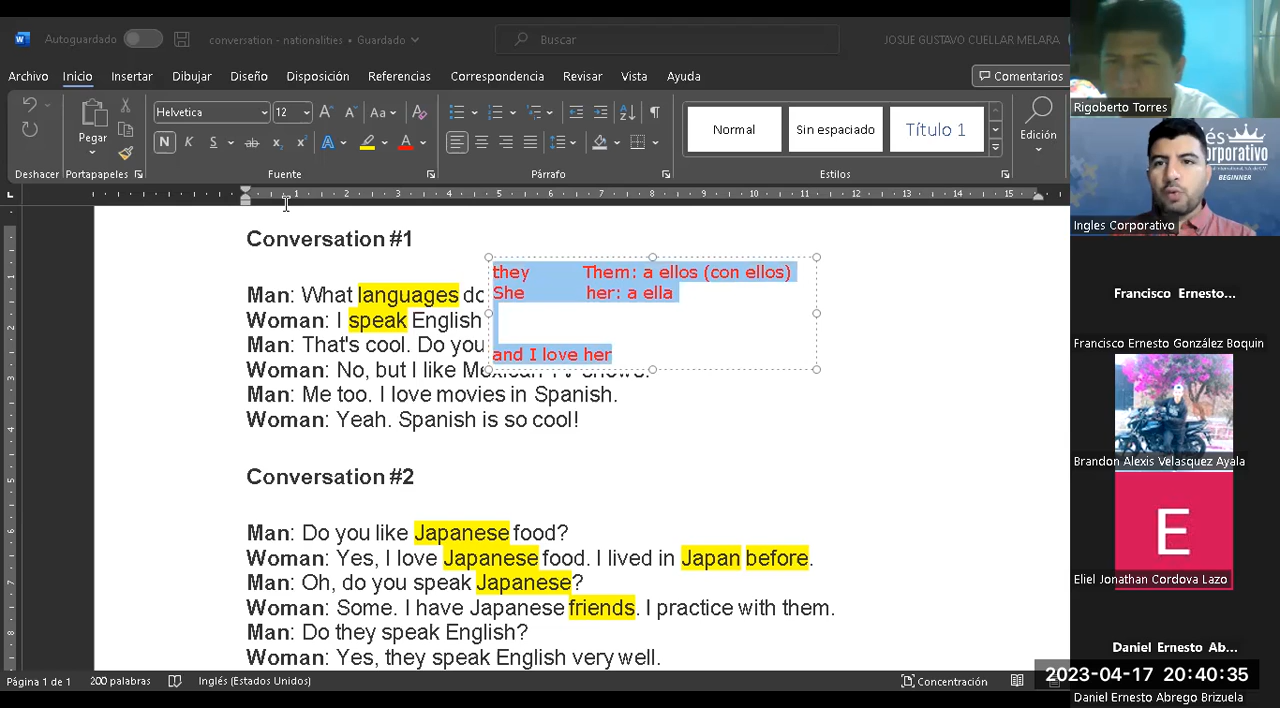 Autoguardado
conversation - nationalities • Guardado
Buscar
JOSUE GUSTAVO CUELLAR MELARA
Archivo Inicio Insertar Dibujar Diseño Disposición Referencias Correspondencia Revisar Vista Ayuda
Comentarios
Pegar
Helvetica 12
Normal
Sin espaciado
Título 1
Edición
Deshacer Portapapeles Fuente Párrafo Estilos
Conversation #1
they Them: a ellos (con ellos)
She her: a ella
and I love her
Man: What languages do
Woman: I speak English
Man: That's cool. Do you
Woman: No, but I like Mexican TV shows.
Man: Me too. I love movies in Spanish.
Woman: Yeah. Spanish is so cool!
Conversation #2
Man: Do you like Japanese food?
Woman: Yes, I love Japanese food. I lived in Japan before.
Man: Oh, do you speak Japanese?
Woman: Some. I have Japanese friends. I practice with them.
Man: Do they speak English?
Woman: Yes, they speak English very well.
Página 1 de 1 200 palabras Inglés (Estados Unidos)
Concentración
Rigoberto Torres
BEGINNER
Ingles Corporativo
Francisco Ernesto...
Francisco Ernesto González Boquin
Brandon Alexis Velasquez Ayala
E
Eliel Jonathan Cordova Lazo
Daniel Ernesto Ab...
2023-04-17 20:40:35
Daniel Ernesto Abrego Brizuela